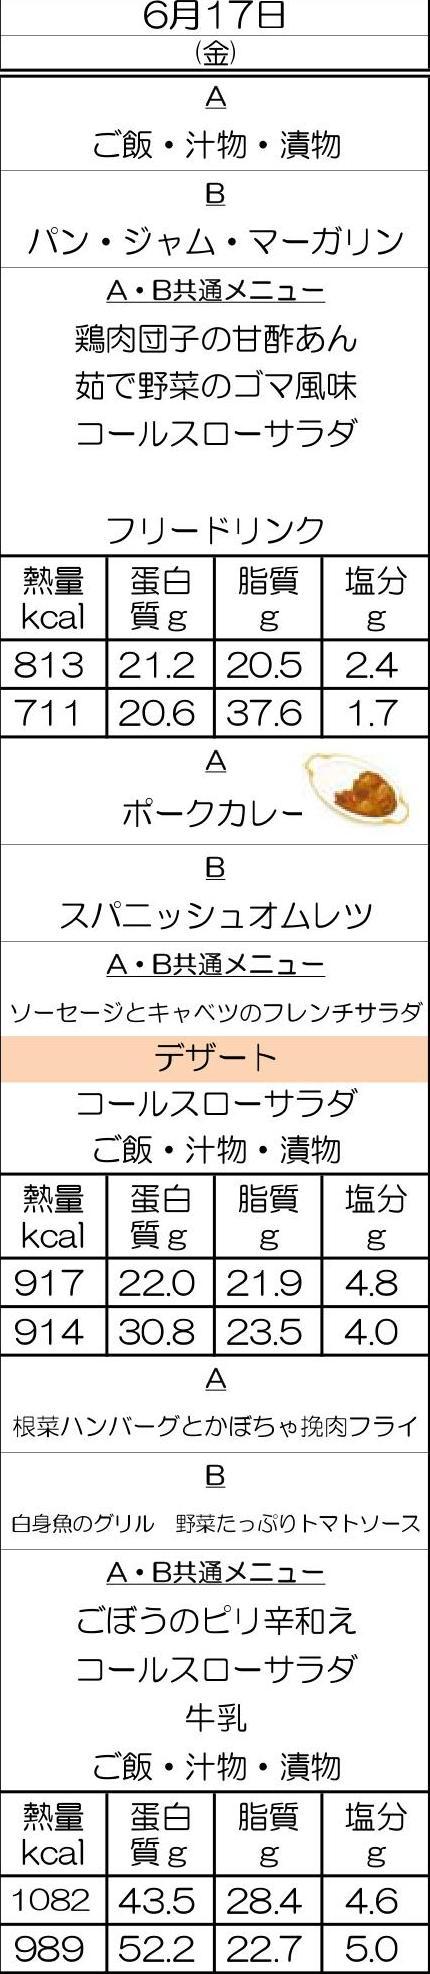 6月17日
(金)
A
ご飯・汁物・漬物
B
パン・ジャム・マーガリン
A・B共通メニュー
鶏肉団子の甘酢あん
茹で野菜のゴマ風味
コールスローサラダ
フリードリンク
熱量 蛋白 脂質 塩分
kcal 質g g g
813 21.2 20.5 2.4
711 20.6 37.6 1.7
A
ポークカレー
B
スパニッシュオムレツ
A・B共通メニュー
ソーセージとキャベツのフレンチサラダ
デザート
コールスローサラダ
ご飯・汁物・漬物
熱量 蛋白 脂質 塩分
kcal 質g g g
917 22.0 21.9 4.8
914 30.8 23.5 4.0
A
根菜ハンバーグとかぼちゃ挽肉フライ
B
白身魚のグリル 野菜たっぷりトマトソース
A・B共通メニュー
ごぼうのピリ辛和え
コールスローサラダ
牛乳
ご飯・汁物・漬物
熱量 蛋白 脂質 塩分
kcal 質g g g
1082 43.5 28.4 4.6
989 52.2 22.7 5.0